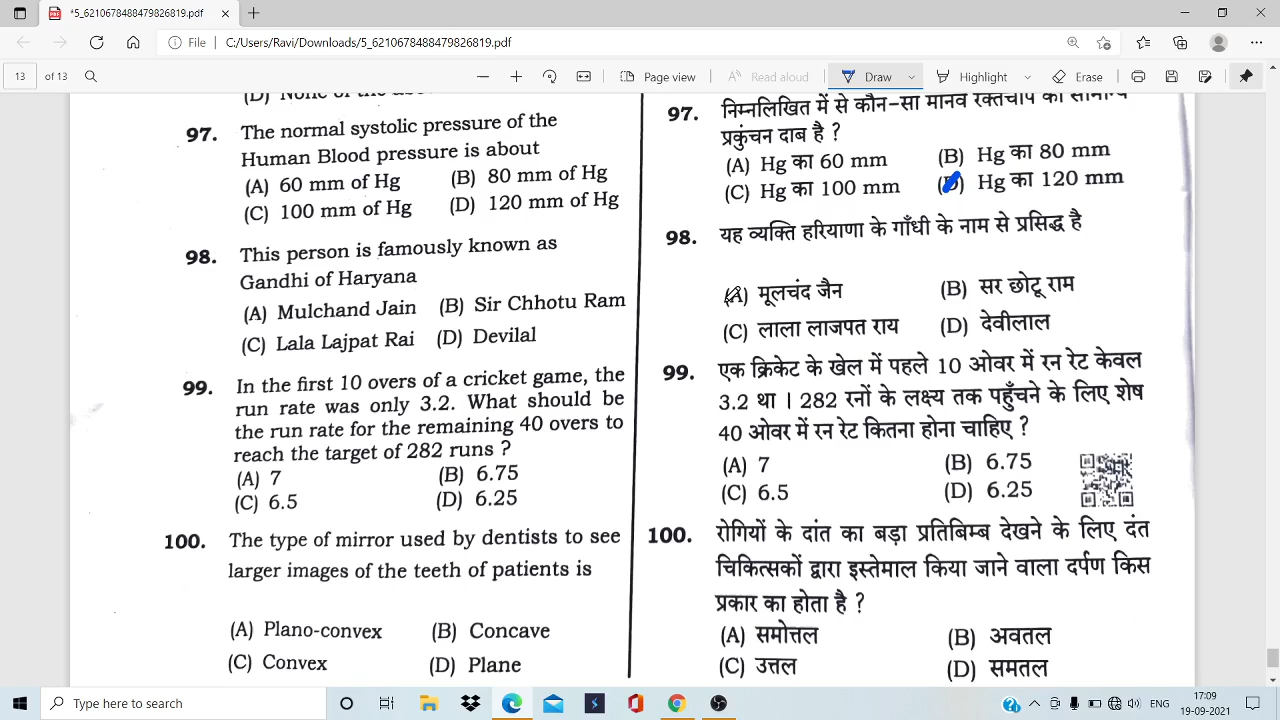 *5_6210678488479826819.pdf
File
C:/Users/Ravi/Downloads/5_6210678488479826819.pdf
13 of 13
Page view
Read aloud
Draw
Highlight
Erase
97. The normal systolic pressure of the
Human Blood pressure is about
(A) 60 mm of Hg (B) 80 mm of Hg
(C) 100 mm of Hg (D) 120 mm of Hg
98. This person is famously known as
Gandhi of Haryana
(A) Mulchand Jain (B) Sir Chhotu Ram
(C) Lala Lajpat Rai (D) Devilal
99. In the first 10 overs of a cricket game, the
run rate was only 3.2. What should be
the run rate for the remaining 40 overs to
reach the target of 282 runs ?
(A) 7 (B) 6.75
(C) 6.5 (D) 6.25
100. The type of mirror used by dentists to see
larger images of the teeth of patients is
(A) Plano-convex (B) Concave
(C) Convex (D) Plane
97. निम्नलिखित में से कौन-सा मानव रक्तचाप का सामान्य
प्रकुंचन दाब है ?
(A) Hg का 60 mm (B) Hg का 80 mm
(C) Hg का 100 mm (D) Hg का 120 mm
98. यह व्यक्ति हरियाणा के गाँधी के नाम से प्रसिद्ध है
(A) मूलचंद जैन (B) सर छोटू राम
(C) लाला लाजपत राय (D) देवीलाल
99. एक क्रिकेट के खेल में पहले 10 ओवर में रन रेट केवल
3.2 था । 282 रनों के लक्ष्य तक पहुँचने के लिए शेष
40 ओवर में रन रेट कितना होना चाहिए ?
(A) 7 (B) 6.75
(C) 6.5 (D) 6.25
100. रोगियों के दांत का बड़ा प्रतिबिम्ब देखने के लिए दंत
चिकित्सकों द्वारा इस्तेमाल किया जाने वाला दर्पण किस
प्रकार का होता है ?
(A) समोत्तल (B) अवतल
(C) उत्तल (D) समतल
Type here to search
ENG
17:09
19-09-2021